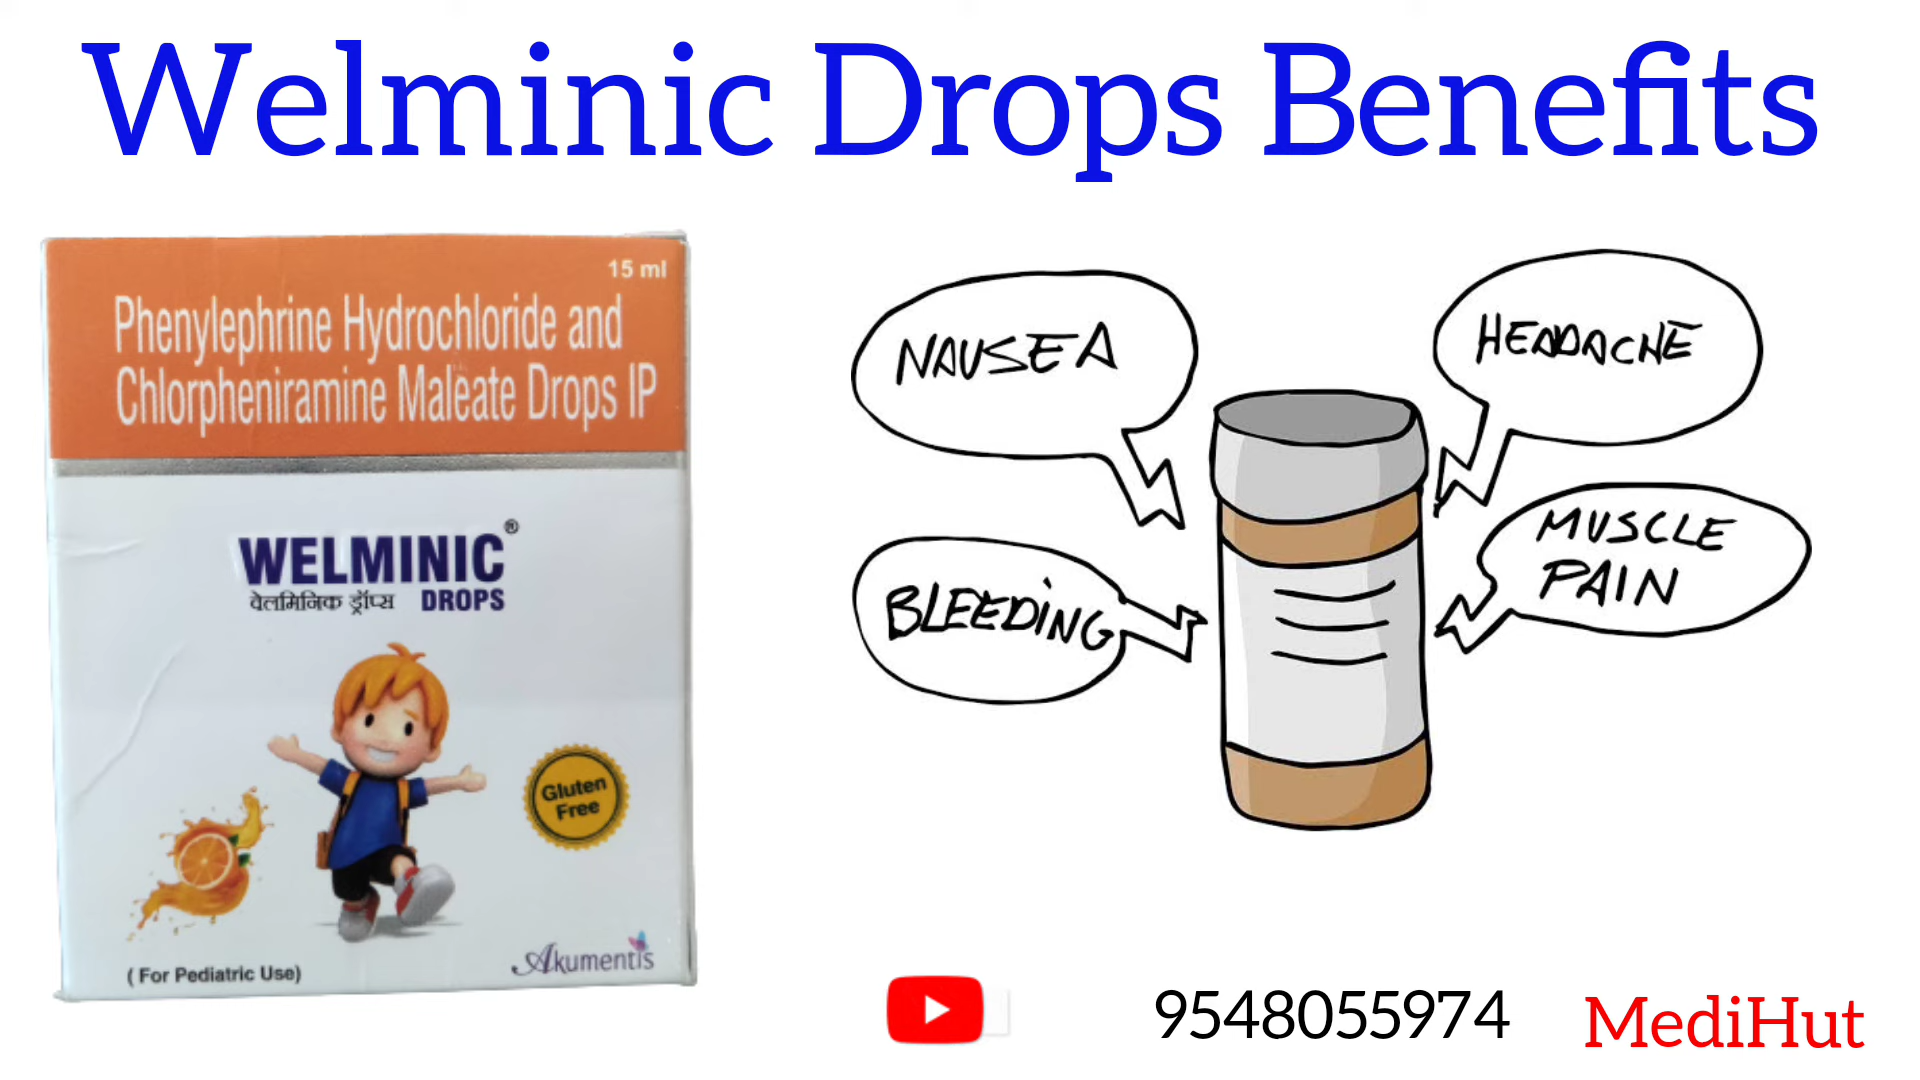 Welminic Drops Benefits
15 ml
Phenylephrine Hydrochloride and
Chlorpheniramine Maleate Drops IP
WELMINIC®
वेलमिनिक ड्रॉप्स DROPS
Gluten
Free
(For Pediatric Use)
Akumentis
NAUSEA
HEADACHE
BLEEDING
MUSCLE
PAIN
9548055974
MediHut